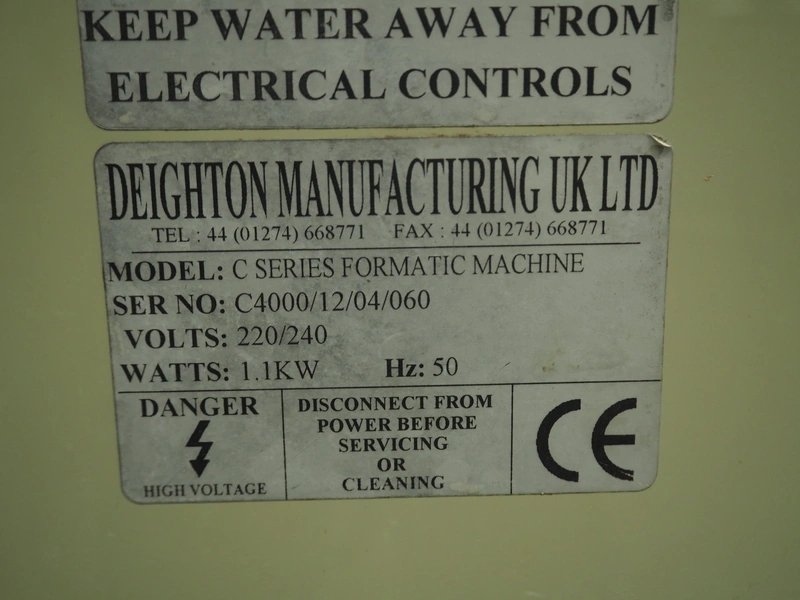 KEEP WATER AWAY FROM
ELECTRICAL CONTROLS
DEIGHTON MANUFACTURING UK LTD
TEL : 44 (01274) 668771 FAX : 44 (01274) 668771
MODEL: C SERIES FORMATIC MACHINE
SER NO: C4000/12/04/060
VOLTS: 220/240
WATTS: 1.1KW Hz: 50
DANGER
HIGH VOLTAGE
DISCONNECT FROM
POWER BEFORE
SERVICING
OR
CLEANING
CE